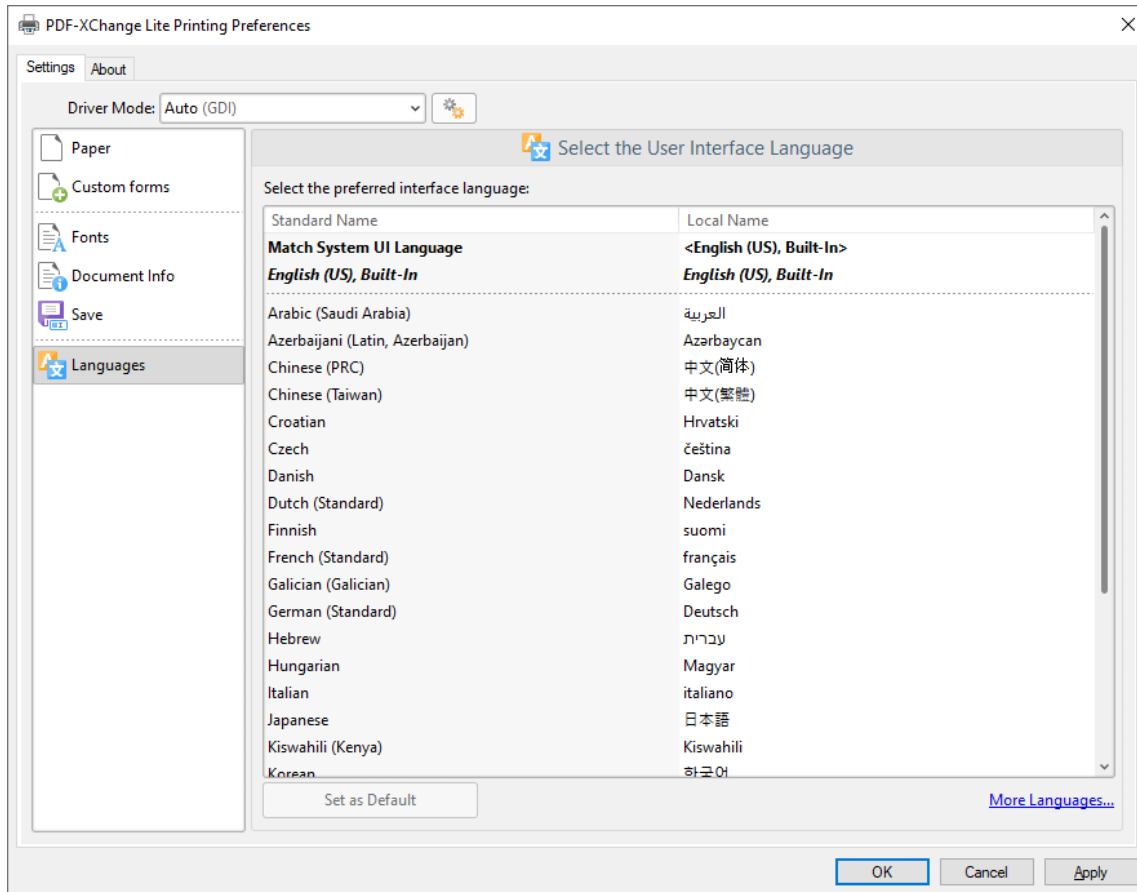 PDF-XChange Lite Printing Preferences
Settings About
Driver Mode: Auto (GDI)
Paper
Custom forms
Fonts
Document Info
Save
Languages
Select the User Interface Language
Select the preferred interface language:
Standard Name Local Name
Match System UI Language <English (US), Built-In>
English (US), Built-In English (US), Built-In
Arabic (Saudi Arabia) العربية
Azerbaijani (Latin, Azerbaijan) Azərbaycan
Chinese (PRC) 中文(简体)
Chinese (Taiwan) 中文(繁體)
Croatian Hrvatski
Czech čeština
Danish Dansk
Dutch (Standard) Nederlands
Finnish suomi
French (Standard) français
Galician (Galician) Galego
German (Standard) Deutsch
Hebrew עברית
Hungarian Magyar
Italian italiano
Japanese 日本語
Kiswahili (Kenya) Kiswahili
Korean 한국어
Set as Default More Languages...
OK Cancel Apply